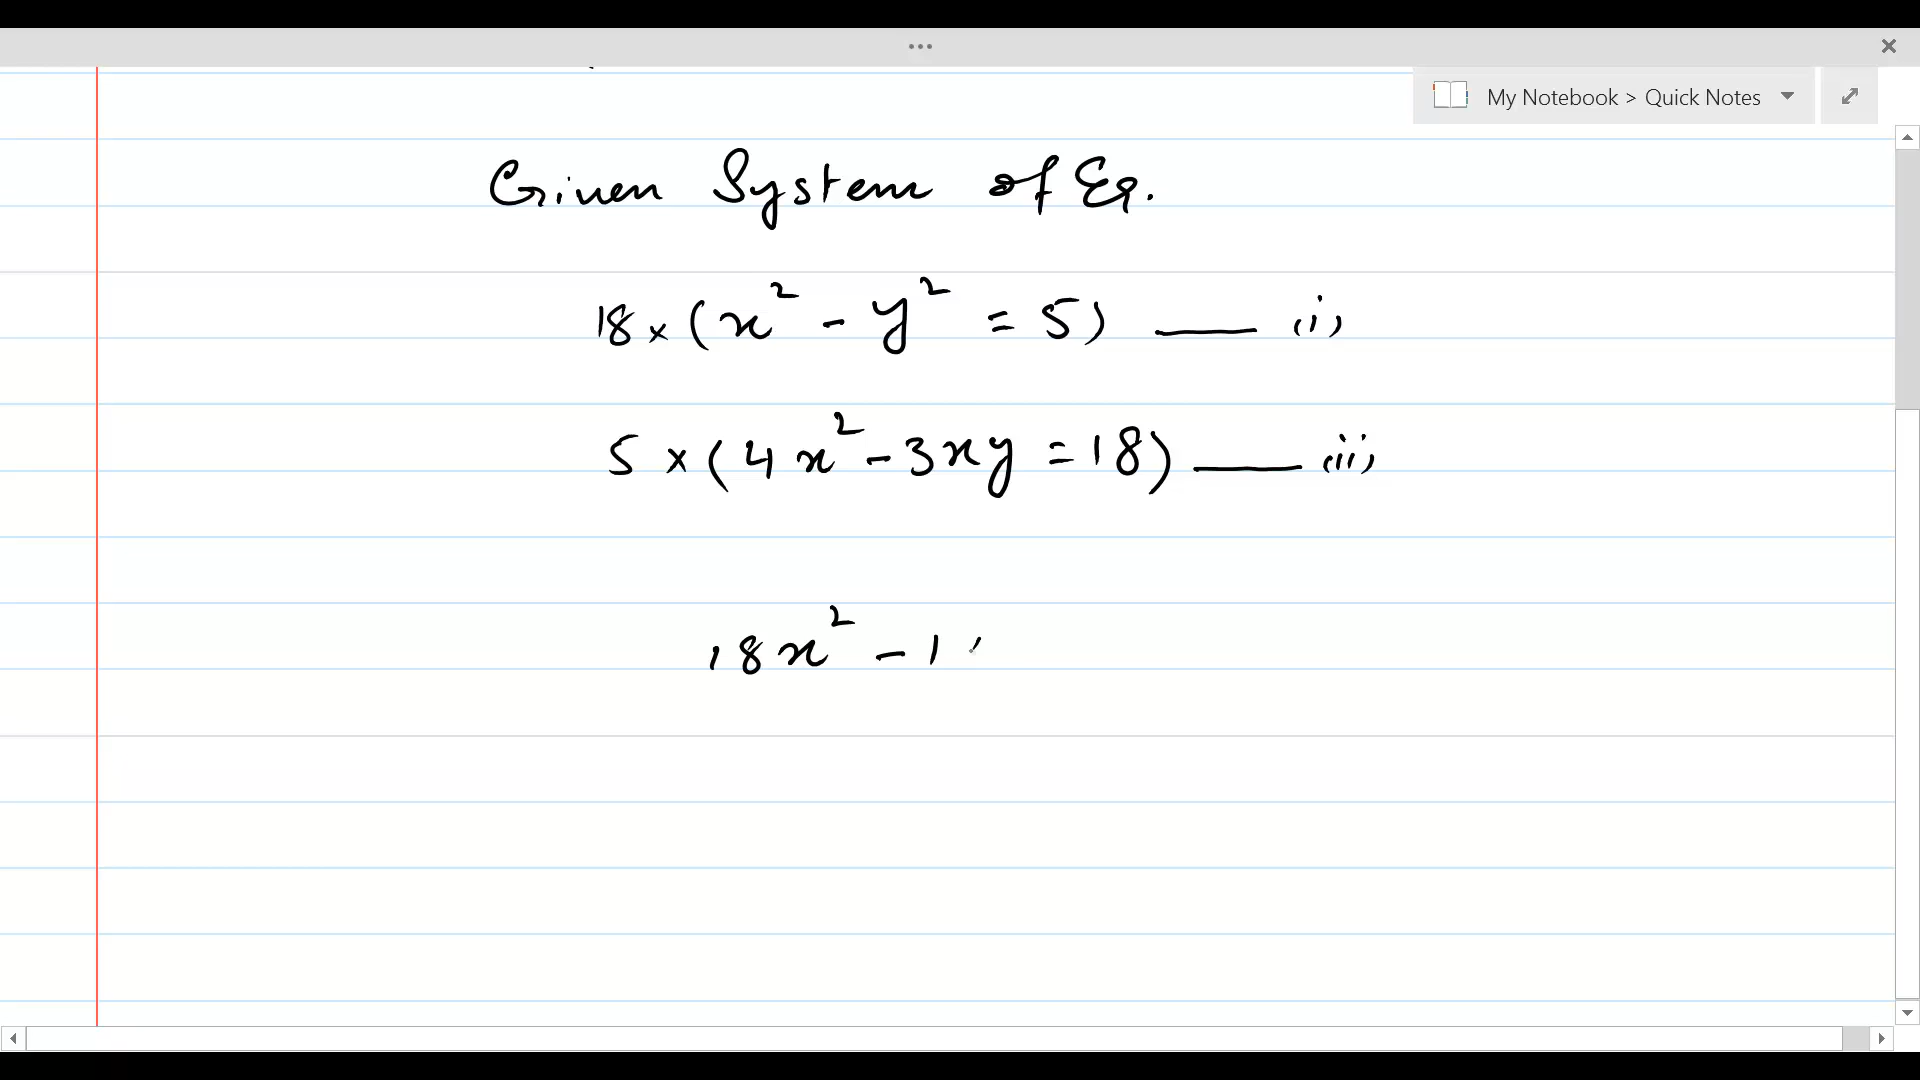 My Notebook > Quick Notes
Given System of Eq.
18 × (x² - y² = 5) —— (i)
5 × (4x² - 3xy = 18) —— (ii)
18x² - 1